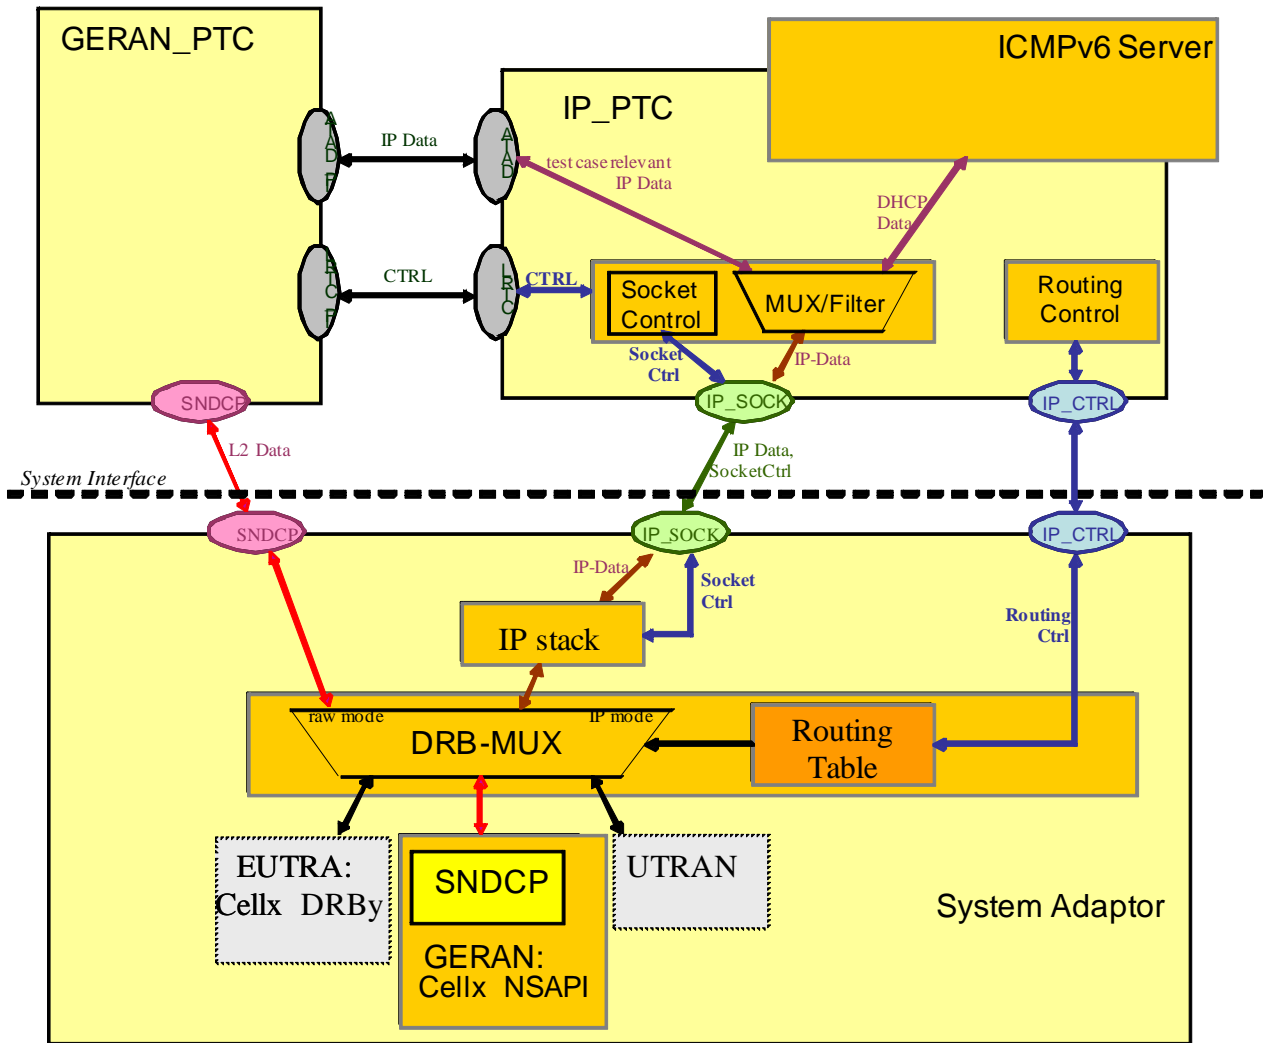 GERAN_PTC
ICMPv6 Server
IP_PTC
IP Data
test case relevant
IP Data
DHCP
Data
CTRL
CTRL
Socket
Control
MUX/Filter
Routing
Control
Socket
Ctrl
IP-Data
SNDCP
IP_SOCK
IP_CTRL
L2 Data
IP Data,
SocketCtrl
System Interface
SNDCP
IP_SOCK
IP_CTRL
IP-Data
Socket
Ctrl
IP stack
Routing
Ctrl
raw mode
IP mode
DRB-MUX
Routing
Table
EUTRA:
Cellx DRBy
SNDCP
UTRAN
GERAN:
Cellx NSAPI
System Adaptor